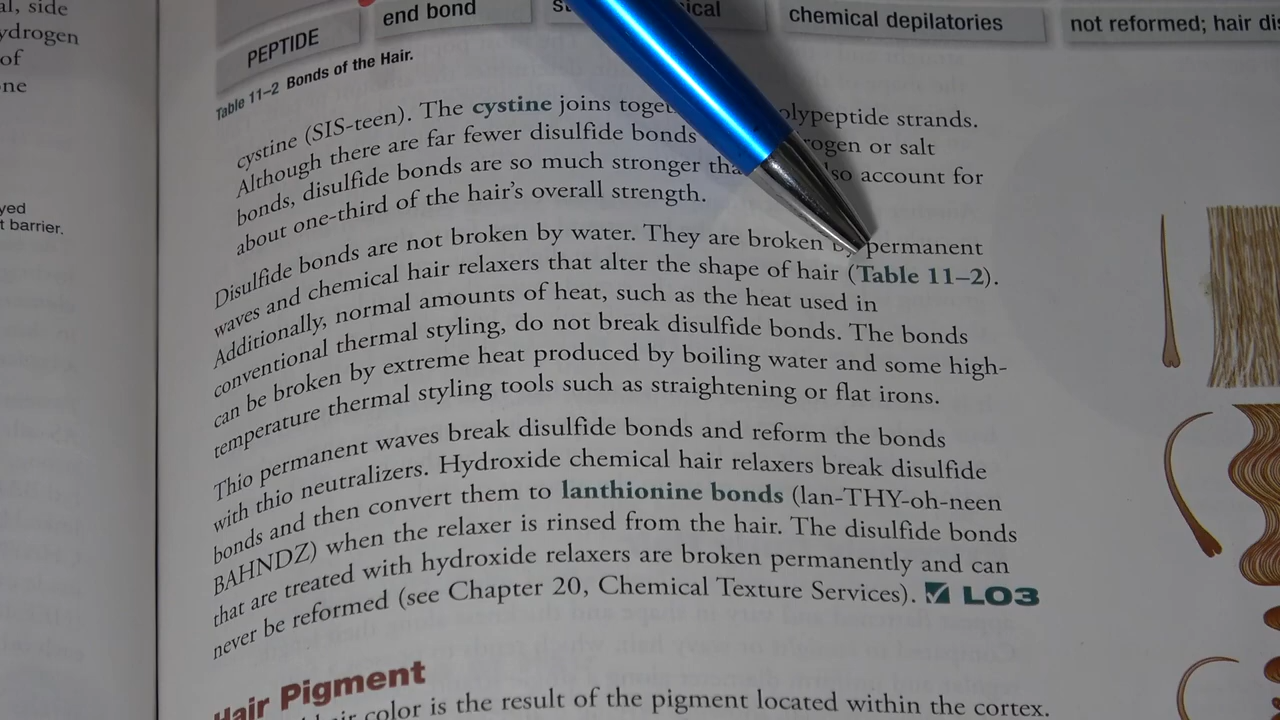 al, side
ydrogen
of
one
yed
t barrier.
PEPTIDE
end bond
chemical depilatories
not reformed; hair dis
Table 11–2 Bonds of the Hair.
cystine (SIS-teen). The cystine joins toget olypeptide strands.
Although there are far fewer disulfide bonds rogen or salt
bonds, disulfide bonds are so much stronger tha lso account for
about one-third of the hair's overall strength.
Disulfide bonds are not broken by water. They are broken by permanent
waves and chemical hair relaxers that alter the shape of hair (Table 11–2).
Additionally, normal amounts of heat, such as the heat used in
conventional thermal styling, do not break disulfide bonds. The bonds
can be broken by extreme heat produced by boiling water and some high-
temperature thermal styling tools such as straightening or flat irons.
Thio permanent waves break disulfide bonds and reform the bonds
with thio neutralizers. Hydroxide chemical hair relaxers break disulfide
bonds and then convert them to lanthionine bonds (lan-THY-oh-neen
BAHNDZ) when the relaxer is rinsed from the hair. The disulfide bonds
that are treated with hydroxide relaxers are broken permanently and can
never be reformed (see Chapter 20, Chemical Texture Services). LO3
Hair Pigment
hair color is the result of the pigment located within the cortex.